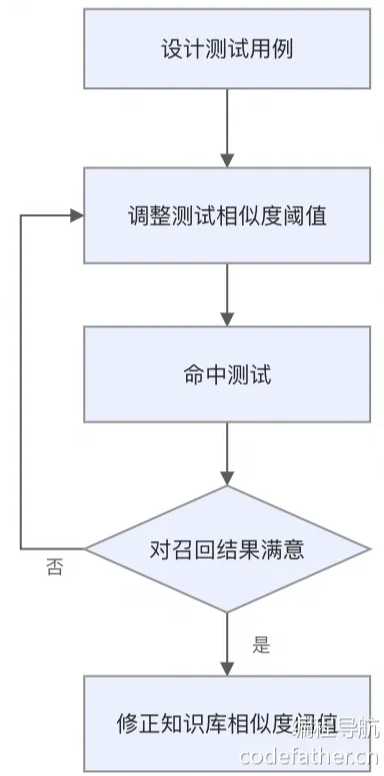 设计测试用例
调整测试相似度阈值
命中测试
对召回结果满意
否
是
修正知识库相似度阈值
编程导航
codefather.cn